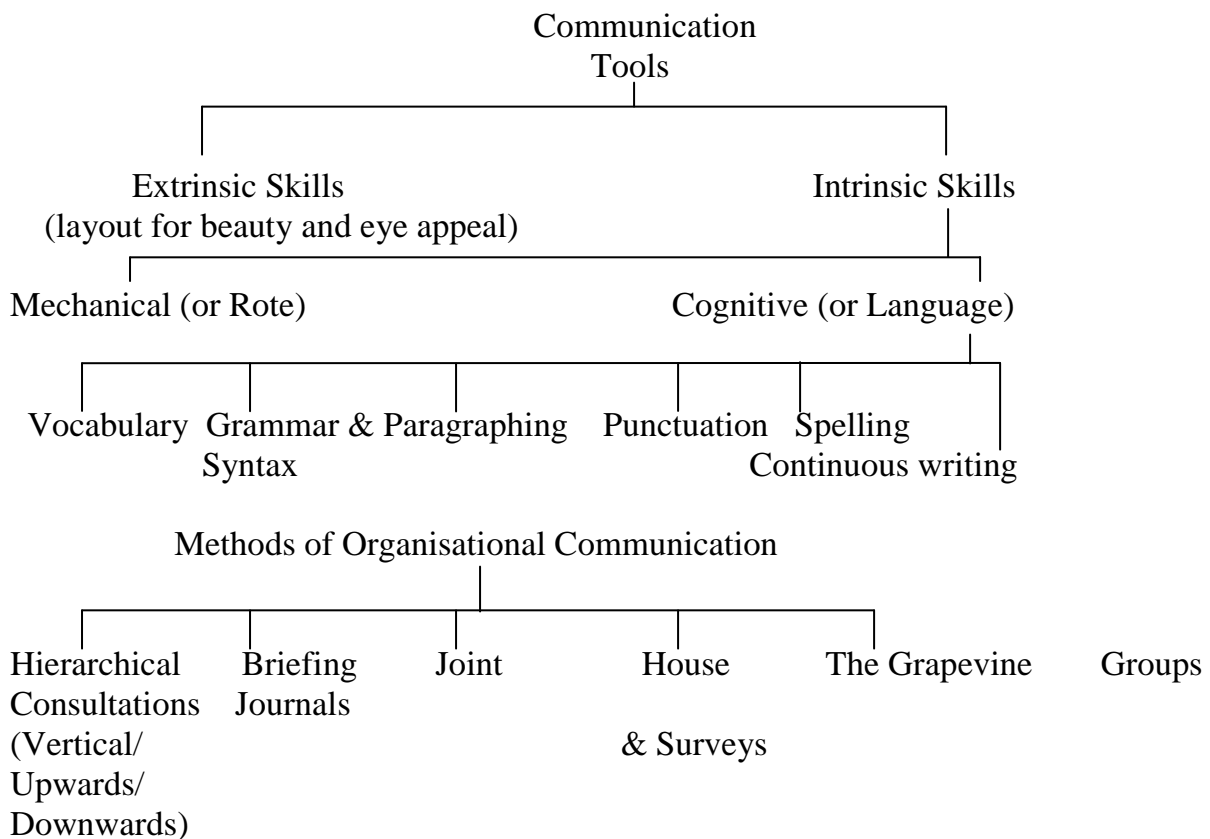 Communication
Tools
Extrinsic Skills Intrinsic Skills
(layout for beauty and eye appeal)
Mechanical (or Rote) Cognitive (or Language)
Vocabulary Grammar & Paragraphing Punctuation Spelling
Syntax Continuous writing
Methods of Organisational Communication
Hierarchical Briefing Joint House The Grapevine Groups
Consultations Journals
(Vertical/ & Surveys
Upwards/
Downwards)